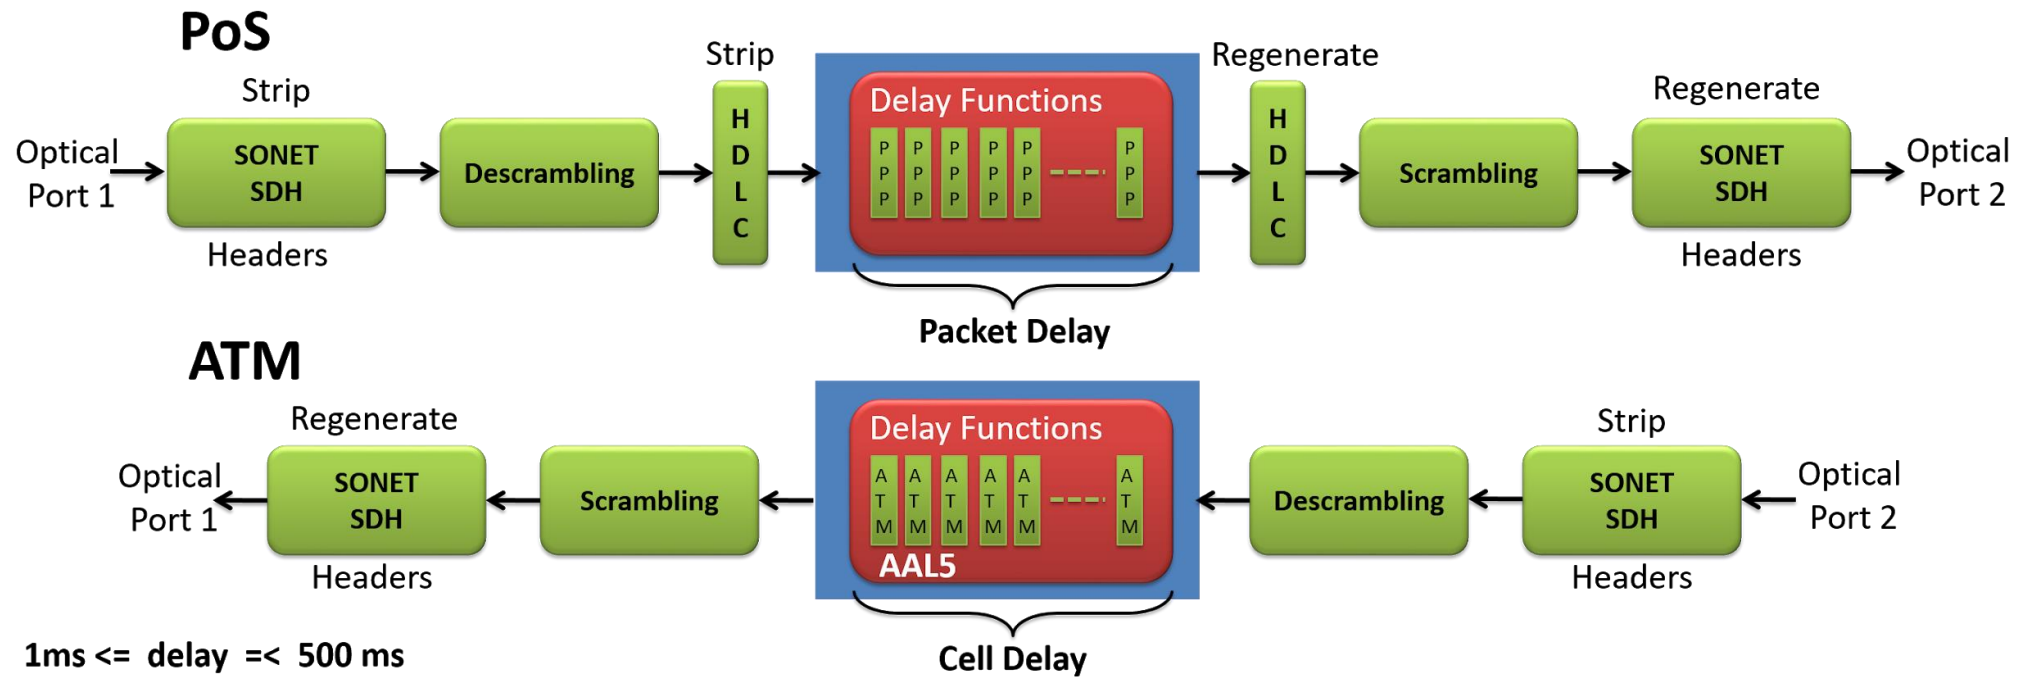 PoS
Strip
SONET
SDH
Headers
Optical
Port 1
Descrambling
Strip
H
D
L
C
Delay Functions
P P P P P P
P P P P P P
P P P P P P
Packet Delay
Regenerate
H
D
L
C
Scrambling
Regenerate
SONET
SDH
Headers
Optical
Port 2
ATM
Regenerate
SONET
SDH
Headers
Optical
Port 1
Scrambling
Delay Functions
A A A A A A
T T T T T T
M M M M M M
AAL5
Cell Delay
Descrambling
Strip
SONET
SDH
Headers
Optical
Port 2
1ms <= delay =< 500 ms